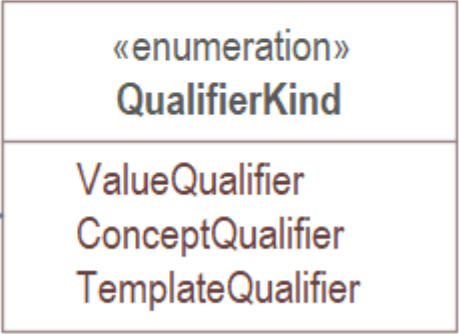 «enumeration»
QualifierKind
ValueQualifier
ConceptQualifier
TemplateQualifier